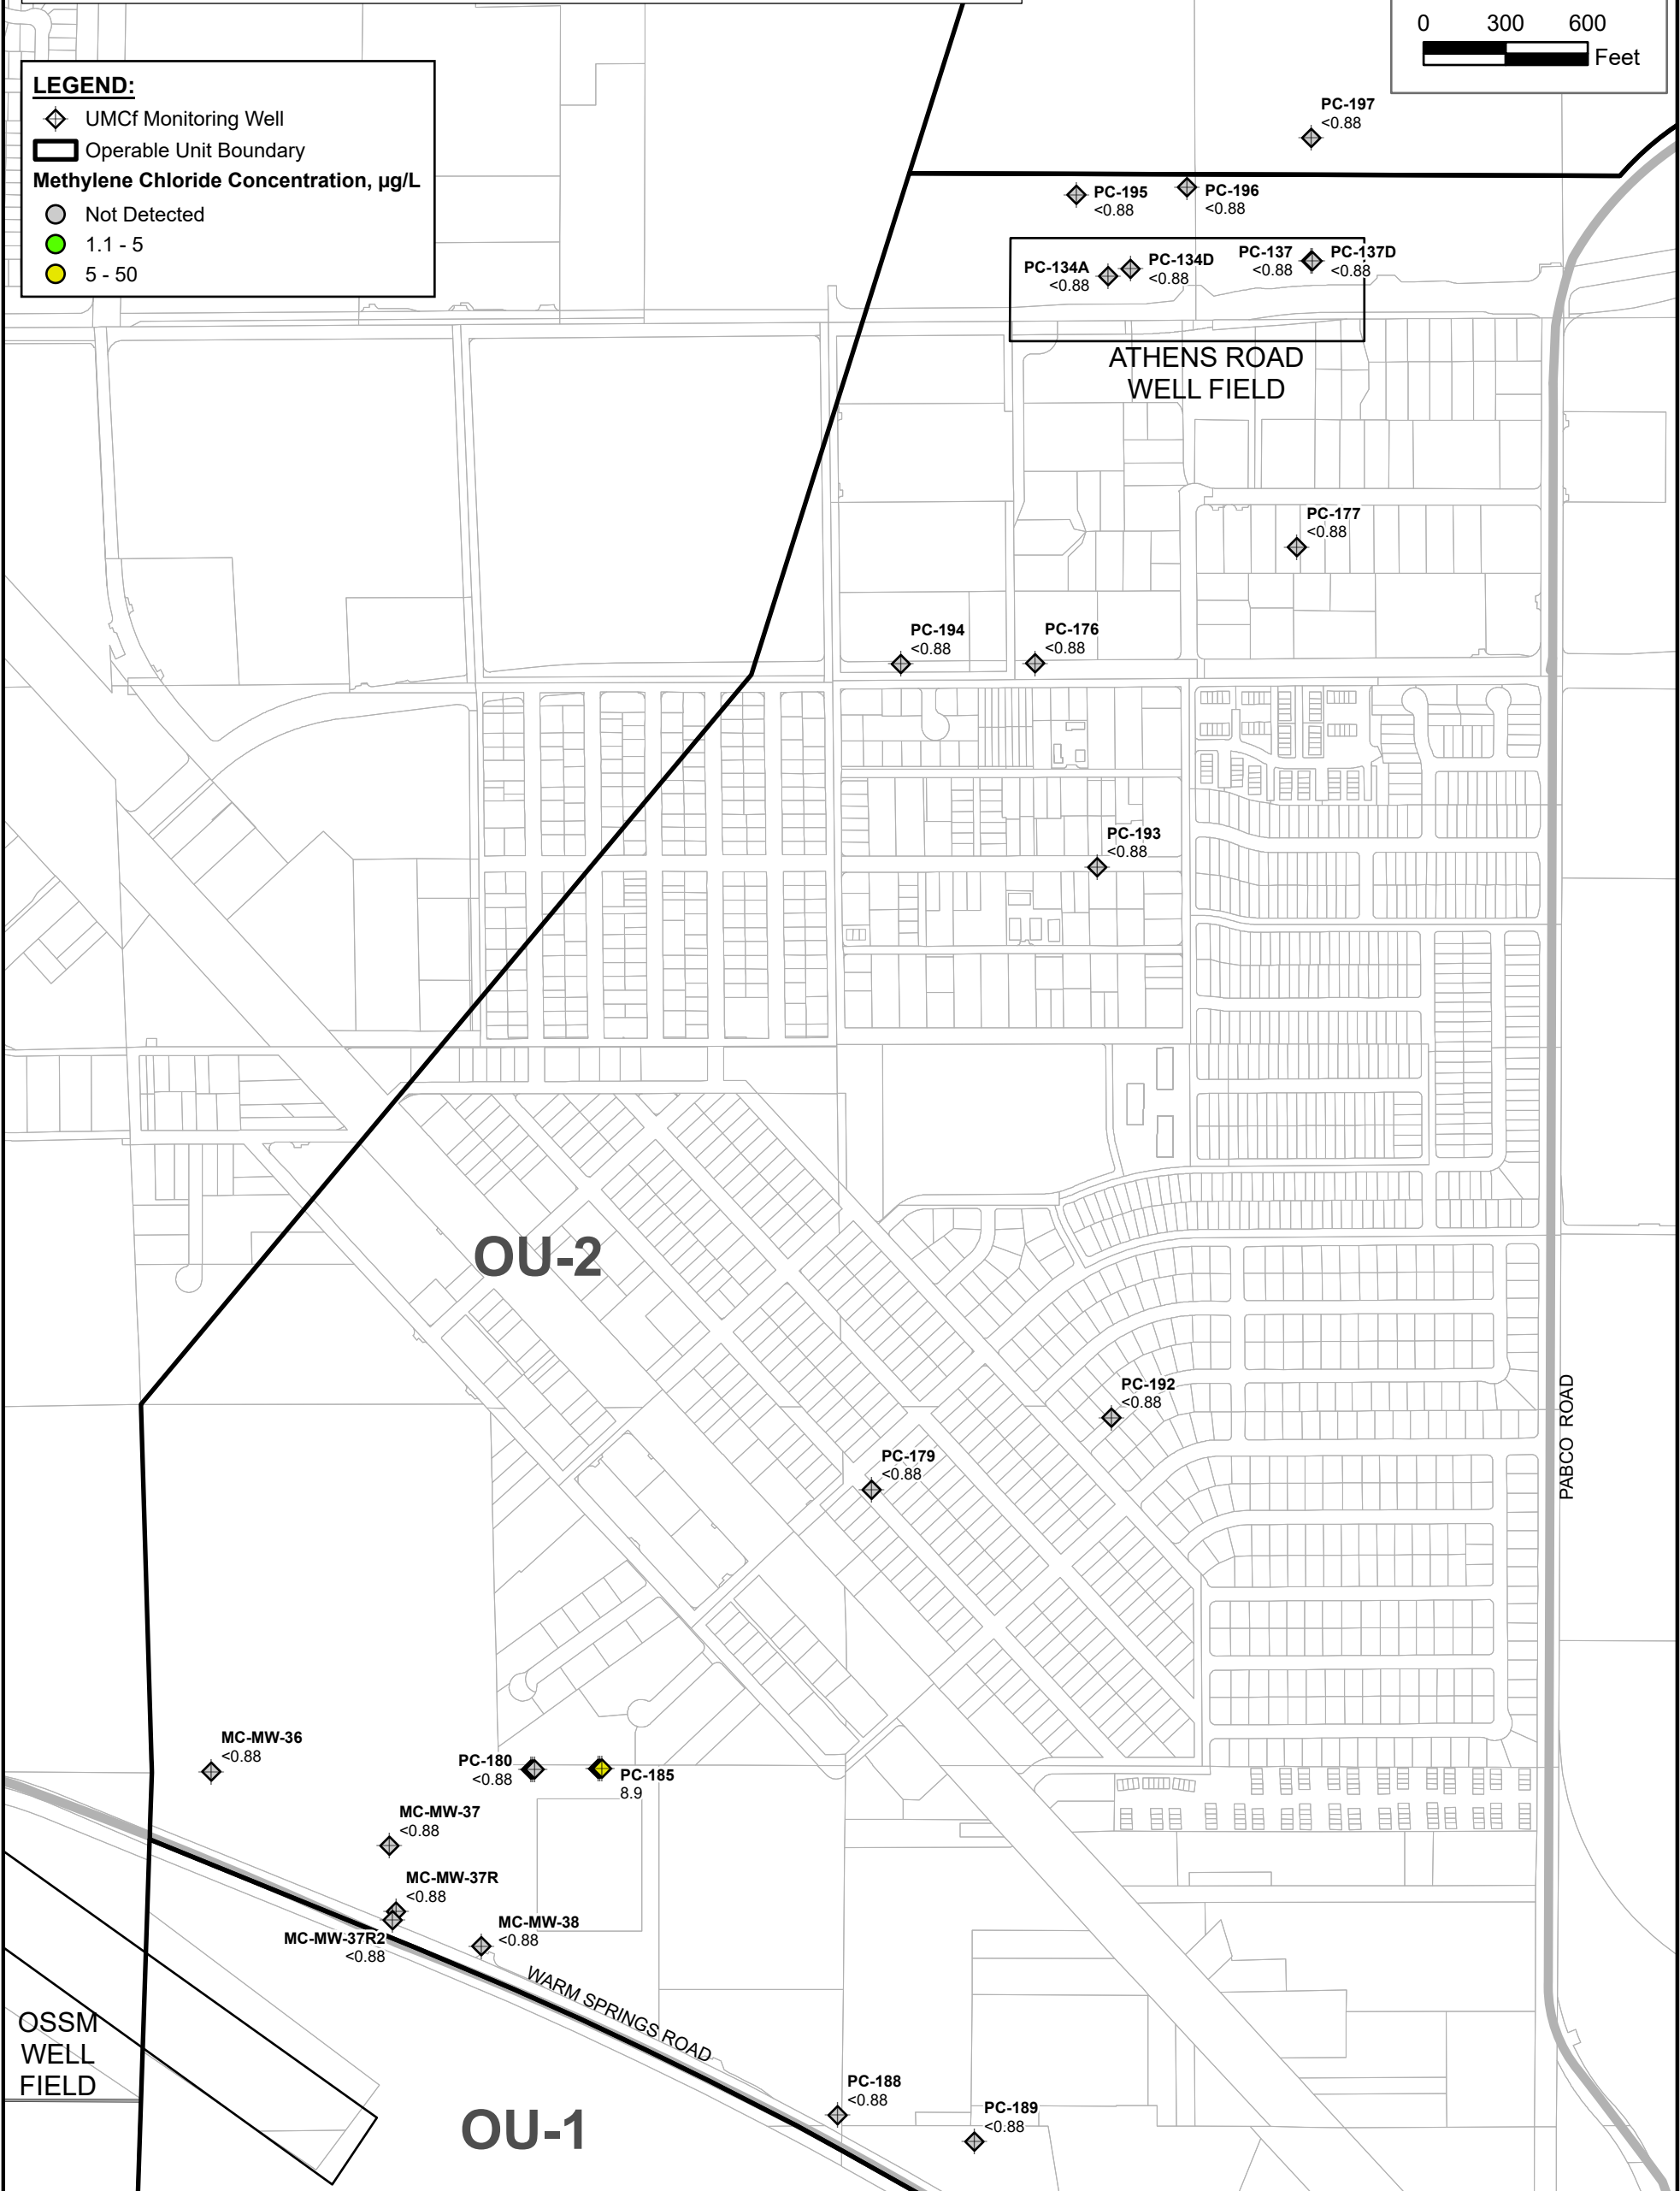 0 300 600
Feet
LEGEND:
UMCf Monitoring Well
Operable Unit Boundary
Methylene Chloride Concentration, µg/L
Not Detected
1.1 - 5
5 - 50
PC-197
<0.88
PC-195
<0.88
PC-196
<0.88
PC-134A
<0.88
PC-134D
<0.88
PC-137
<0.88
PC-137D
<0.88
ATHENS ROAD
WELL FIELD
PC-177
<0.88
PC-194
<0.88
PC-176
<0.88
PC-193
<0.88
OU-2
PC-192
<0.88
PABCO ROAD
PC-179
<0.88
MC-MW-36
<0.88
PC-180
<0.88
PC-185
8.9
MC-MW-37
<0.88
MC-MW-37R
<0.88
MC-MW-37R2
<0.88
MC-MW-38
<0.88
WARM SPRINGS ROAD
OSSM
WELL
FIELD
OU-1
PC-188
<0.88
PC-189
<0.88